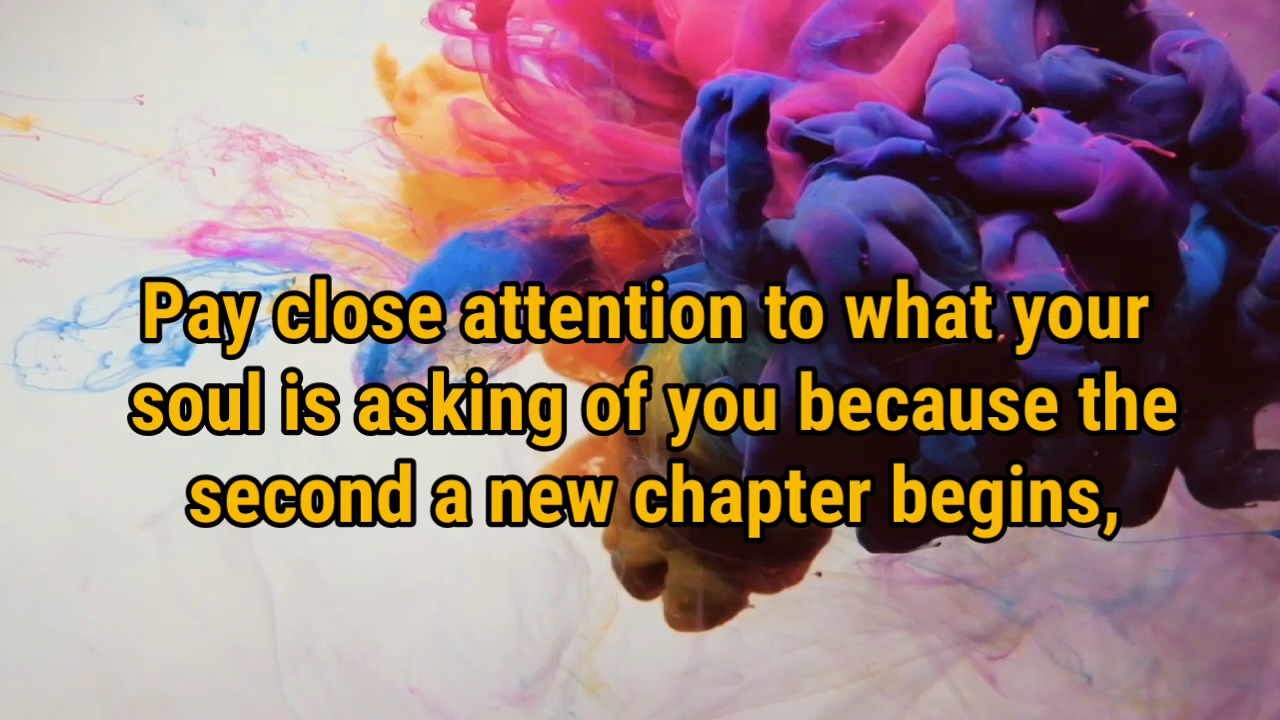 Pay close attention to what your
soul is asking of you because the
second a new chapter begins,